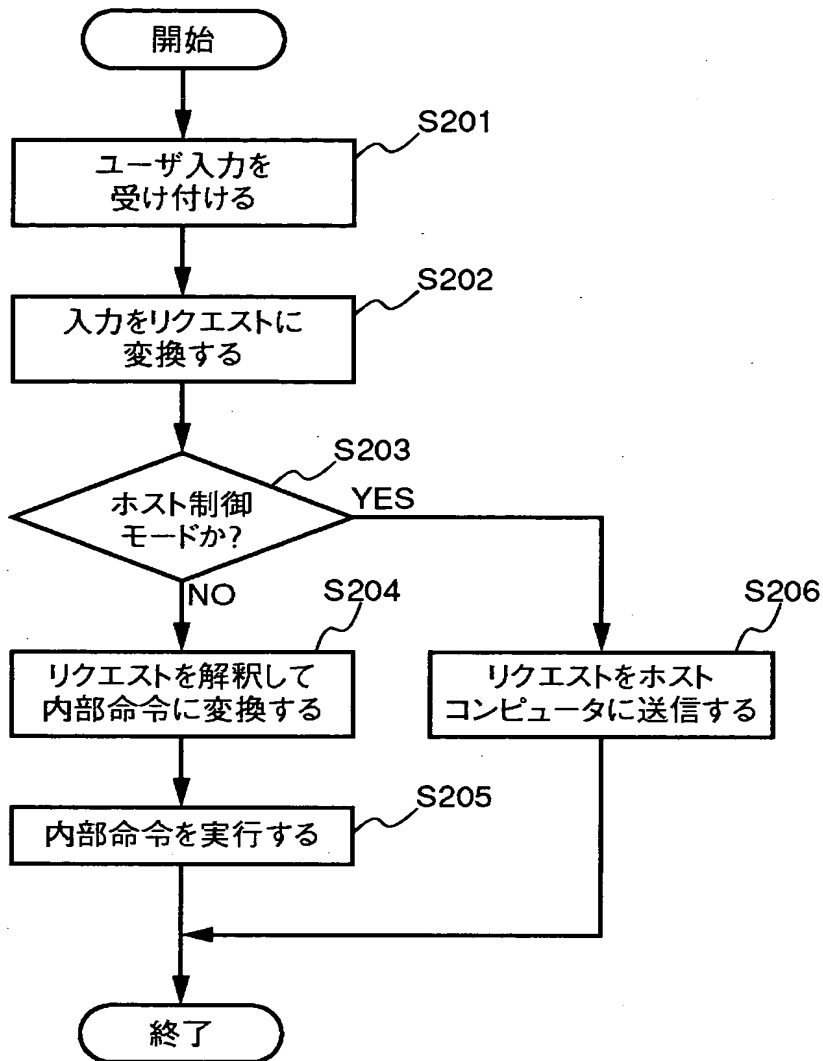 開始
S201
ユーザ入力を
受け付ける
S202
入力をリクエストに
変換する
S203
ホスト制御
モードか?
YES
NO
S204
リクエストを解釈して
内部命令に変換する
S206
リクエストをホスト
コンピュータに送信する
S205
内部命令を実行する
終了